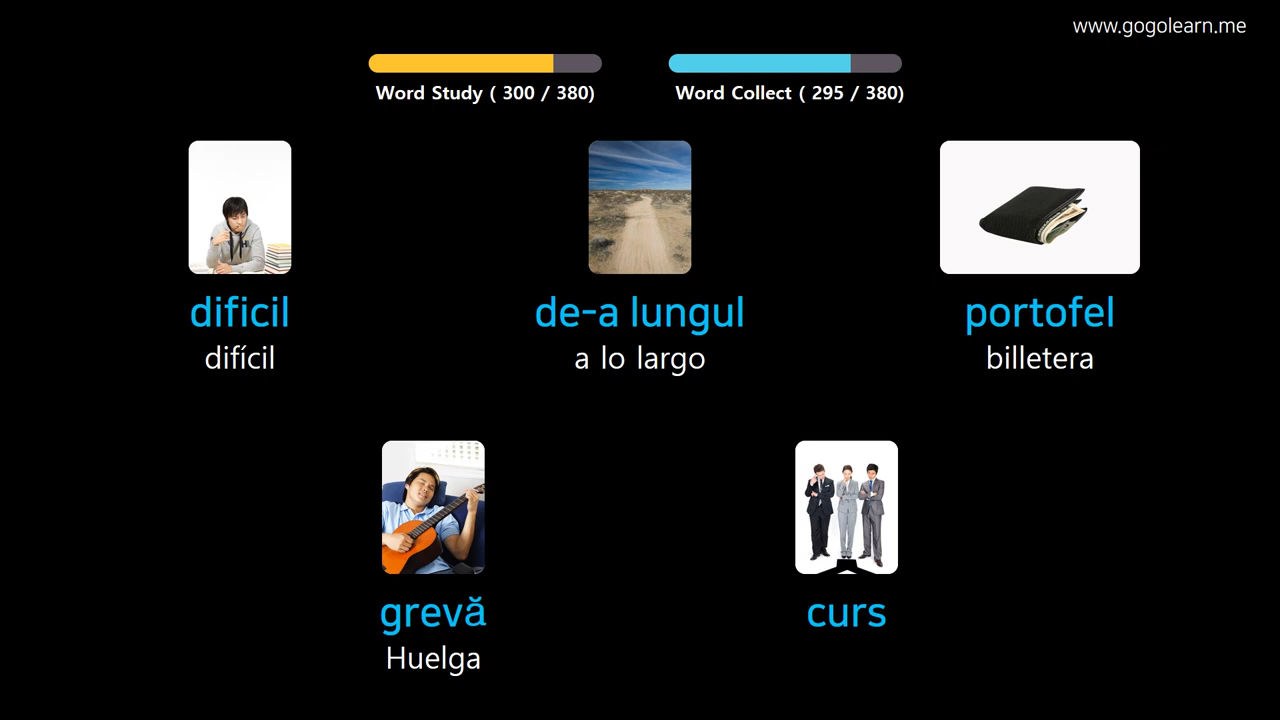 www.gogolearn.me
Word Study ( 300 / 380)
Word Collect ( 295 / 380)
dificil
difícil
de-a lungul
a lo largo
portofel
billetera
grevă
Huelga
curs